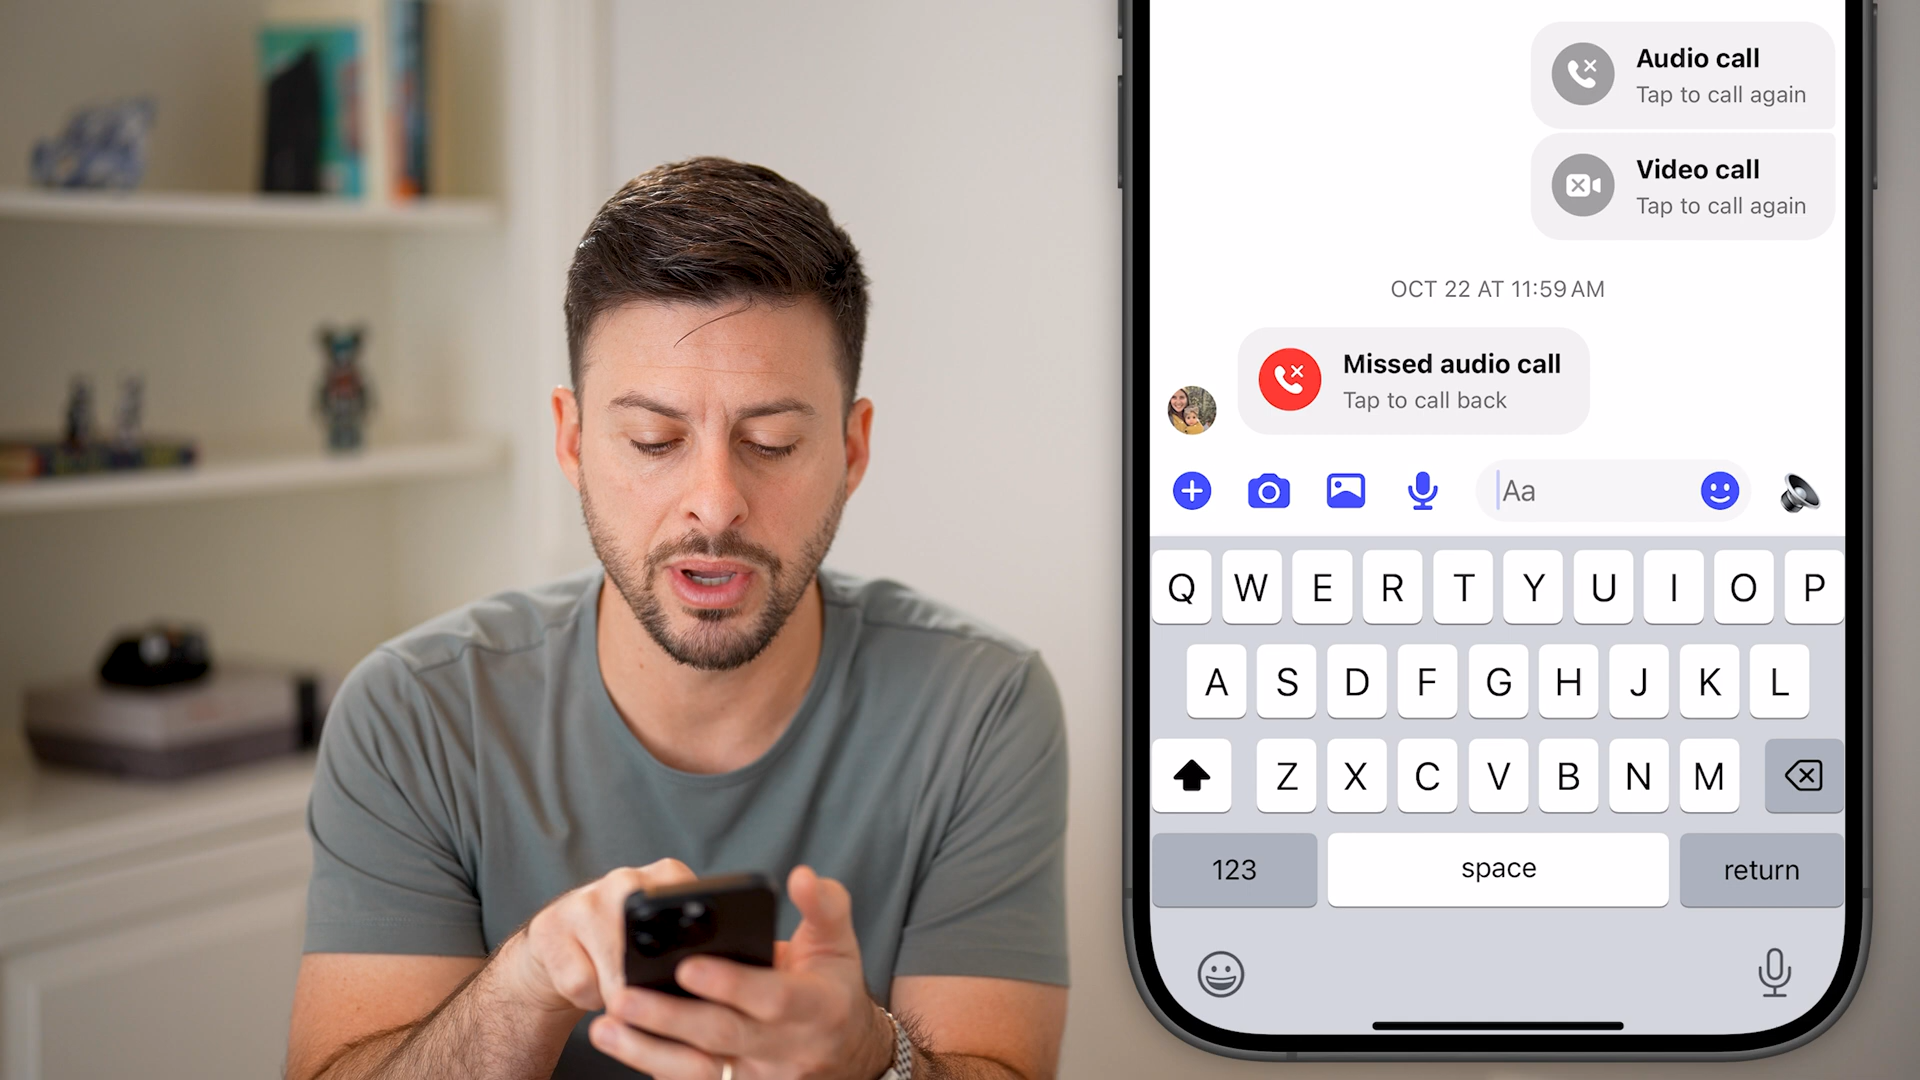 Audio call
Tap to call again
Video call
Tap to call again
OCT 22 AT 11:59 AM
Missed audio call
Tap to call back
Aa
Q W E R T Y U I O P
A S D F G H J K L
Z X C V B N M
123 space return